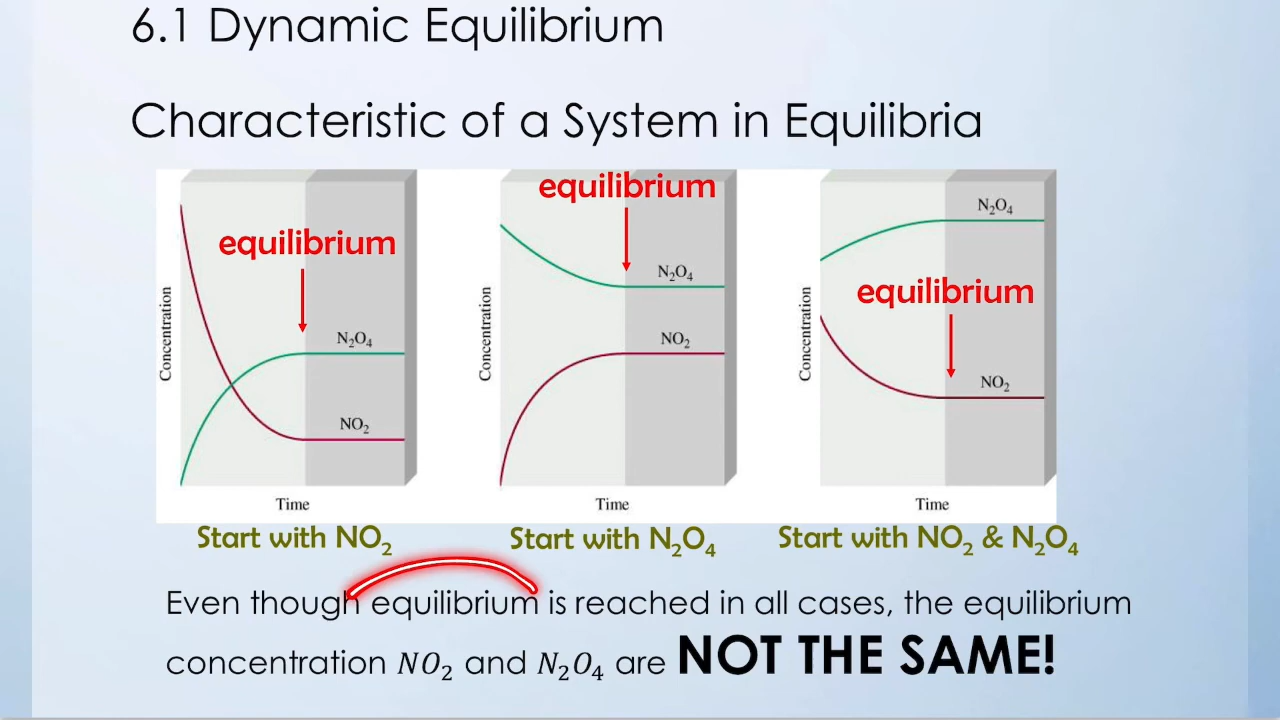 6.1 Dynamic Equilibrium
Characteristic of a System in Equilibria
equilibrium
N₂O₄
NO₂
Concentration
Time
Start with NO₂
equilibrium
N₂O₄
NO₂
Concentration
Time
Start with N₂O₄
N₂O₄
equilibrium
NO₂
Concentration
Time
Start with NO₂ & N₂O₄
Even though equilibrium is reached in all cases, the equilibrium
concentration NO₂ and N₂O₄ are NOT THE SAME!